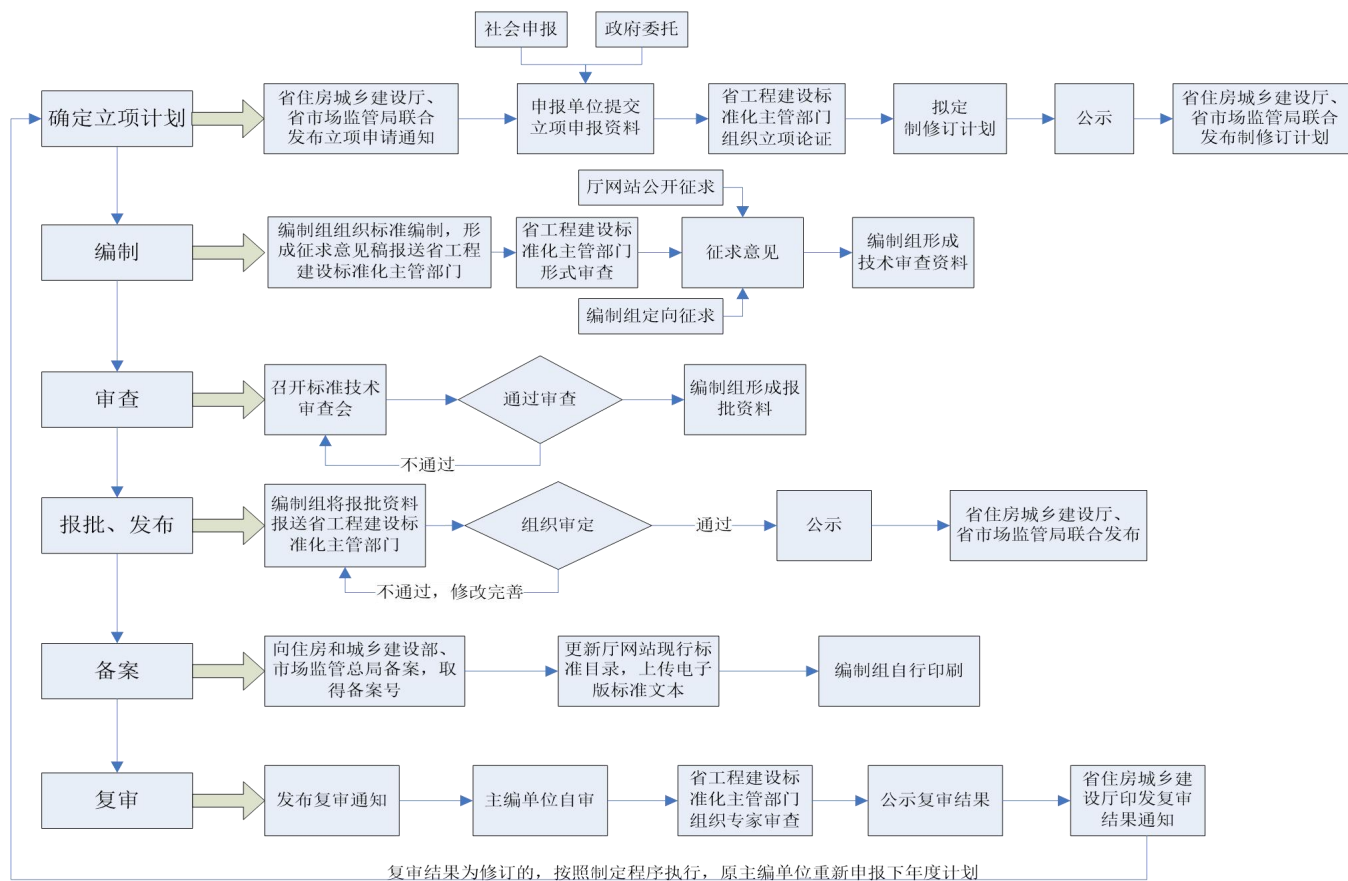 社会申报
政府委托
确定立项计划
省住房城乡建设厅、
省市场监管局联合
发布立项申请通知
申报单位提交
立项申报资料
省工程建设标
准化主管部门
组织立项论证
拟定
制修订计划
公示
省住房城乡建设厅、
省市场监管局联合
发布制修订计划
厅网站公开征求
编制
编制组组织标准编制，形
成征求意见稿报送省工程
建设标准化主管部门
省工程建设标
准化主管部门
形式审查
征求意见
编制组形成
技术审查资料
编制组定向征求
审查
召开标准技术
审查会
通过审查
编制组形成报
批资料
不通过
报批、发布
编制组将报批资料
报送省工程建设标
准化主管部门
组织审定
通过
公示
省住房城乡建设厅、
省市场监管局联合发布
不通过，修改完善
备案
向住房和城乡建设部、
市场监管总局备案，取
得备案号
更新厅网站现行标
准目录，上传电子
版标准文本
编制组自行印刷
复审
发布复审通知
主编单位自审
省工程建设标
准化主管部门
组织专家审查
公示复审结果
省住房城乡建
设厅印发复审
结果通知
复审结果为修订的，按照制定程序执行，原主编单位重新申报下年度计划